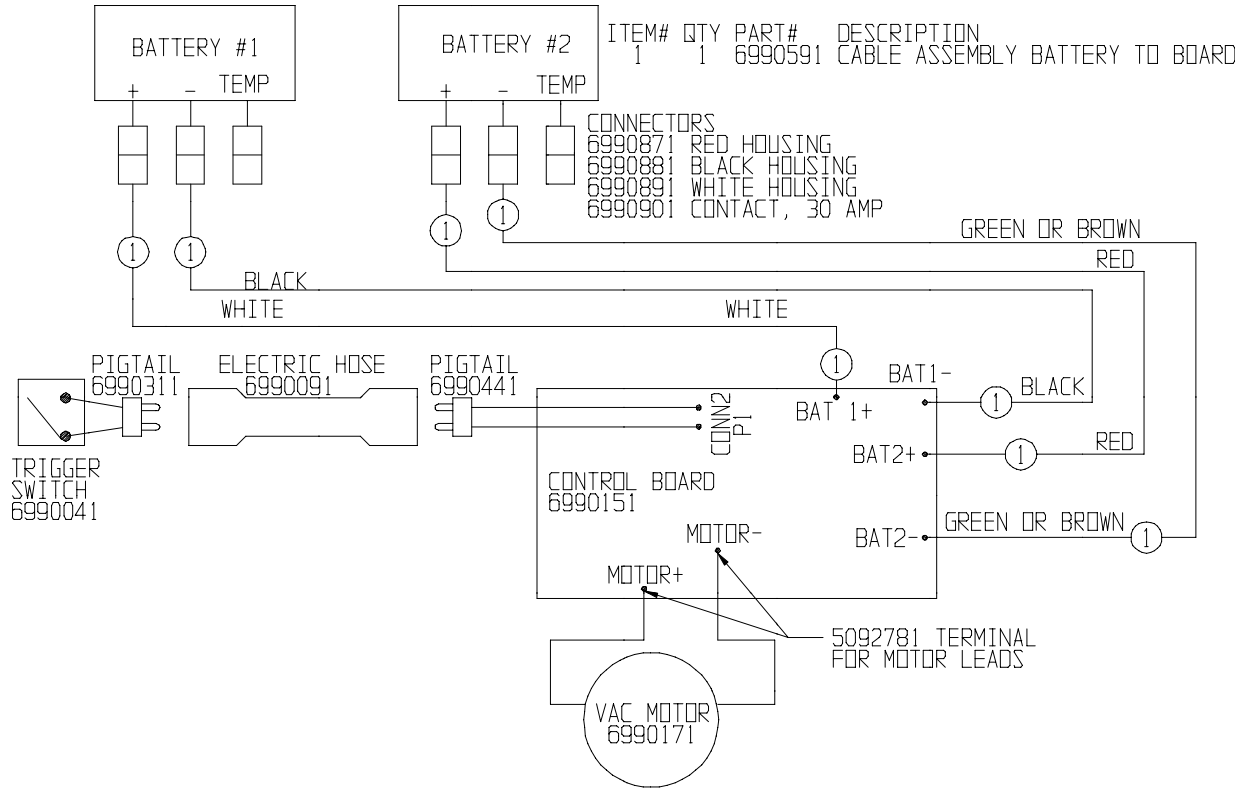 BATTERY #1
+ - TEMP
BATTERY #2
+ - TEMP
ITEM# QTY PART# DESCRIPTION
1 1 6990591 CABLE ASSEMBLY BATTERY TO BOARD
CONNECTORS
6990871 RED HOUSING
6990881 BLACK HOUSING
6990891 WHITE HOUSING
6990901 CONTACT, 30 AMP
1
1
1
1
GREEN OR BROWN
RED
BLACK
WHITE
WHITE
PIGTAIL
6990311
ELECTRIC HOSE
6990091
PIGTAIL
6990441
1
BAT1-
BAT 1+
1
BLACK
CONN2
P1
BAT2+
1
RED
TRIGGER
SWITCH
6990041
CONTROL BOARD
6990151
GREEN OR BROWN
BAT2-
1
MOTOR-
MOTOR+
5092781 TERMINAL
FOR MOTOR LEADS
VAC MOTOR
6990171